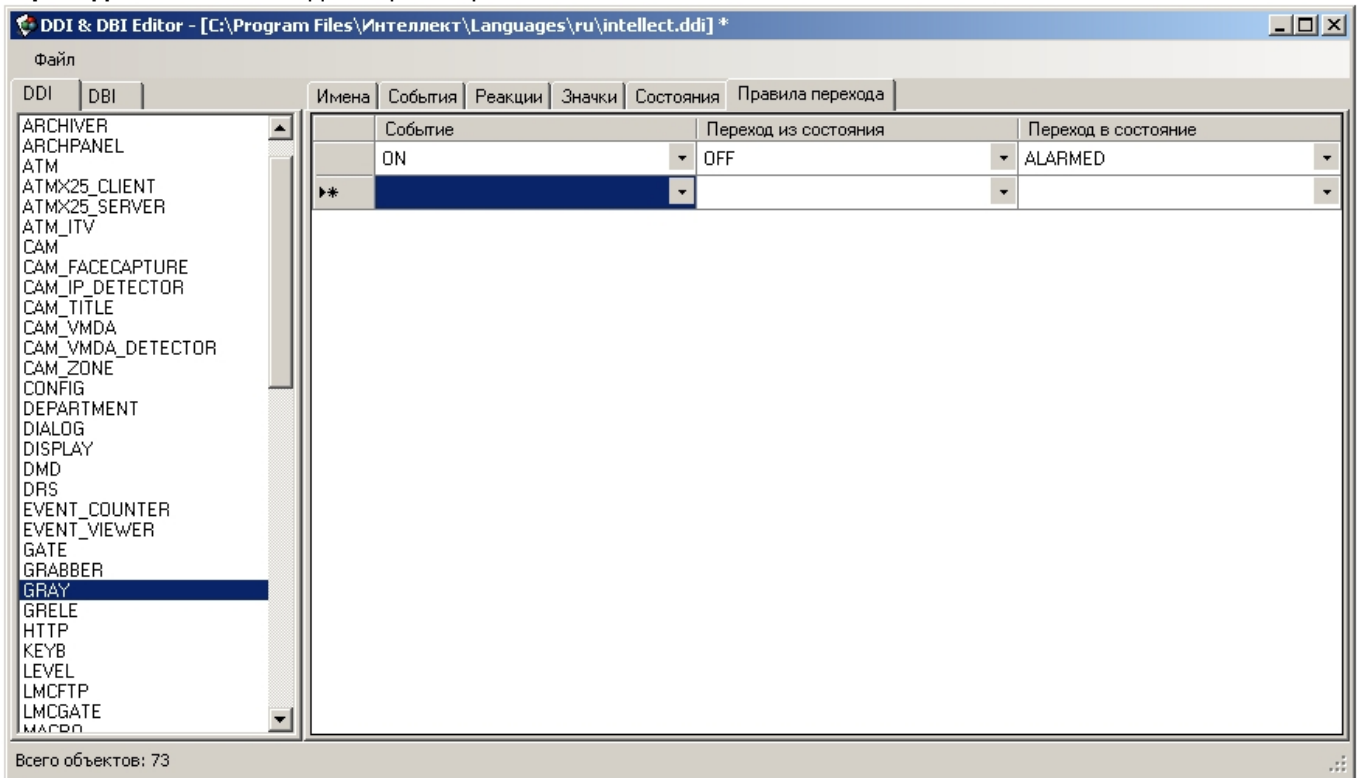 DDI & DBI Editor - [C:\Program Files\Интеллект\Languages\ru\intellect.ddi] *
Файл
DDI DBI
Имена События Реакции Значки Состояния Правила перехода
Событие Переход из состояния Переход в состояние
ON OFF ALARMED
ARCHIVER
ARCHPANEL
ATM
ATMX25_CLIENT
ATMX25_SERVER
ATM_ITV
CAM
CAM_FACECAPTURE
CAM_IP_DETECTOR
CAM_TITLE
CAM_VMDA
CAM_VMDA_DETECTOR
CAM_ZONE
CONFIG
DEPARTMENT
DIALOG
DISPLAY
DMD
DRS
EVENT_COUNTER
EVENT_VIEWER
GATE
GRABBER
GRAY
GRELE
HTTP
KEYB
LEVEL
LMCFTP
LMCGATE
MACRO
Всего объектов: 73